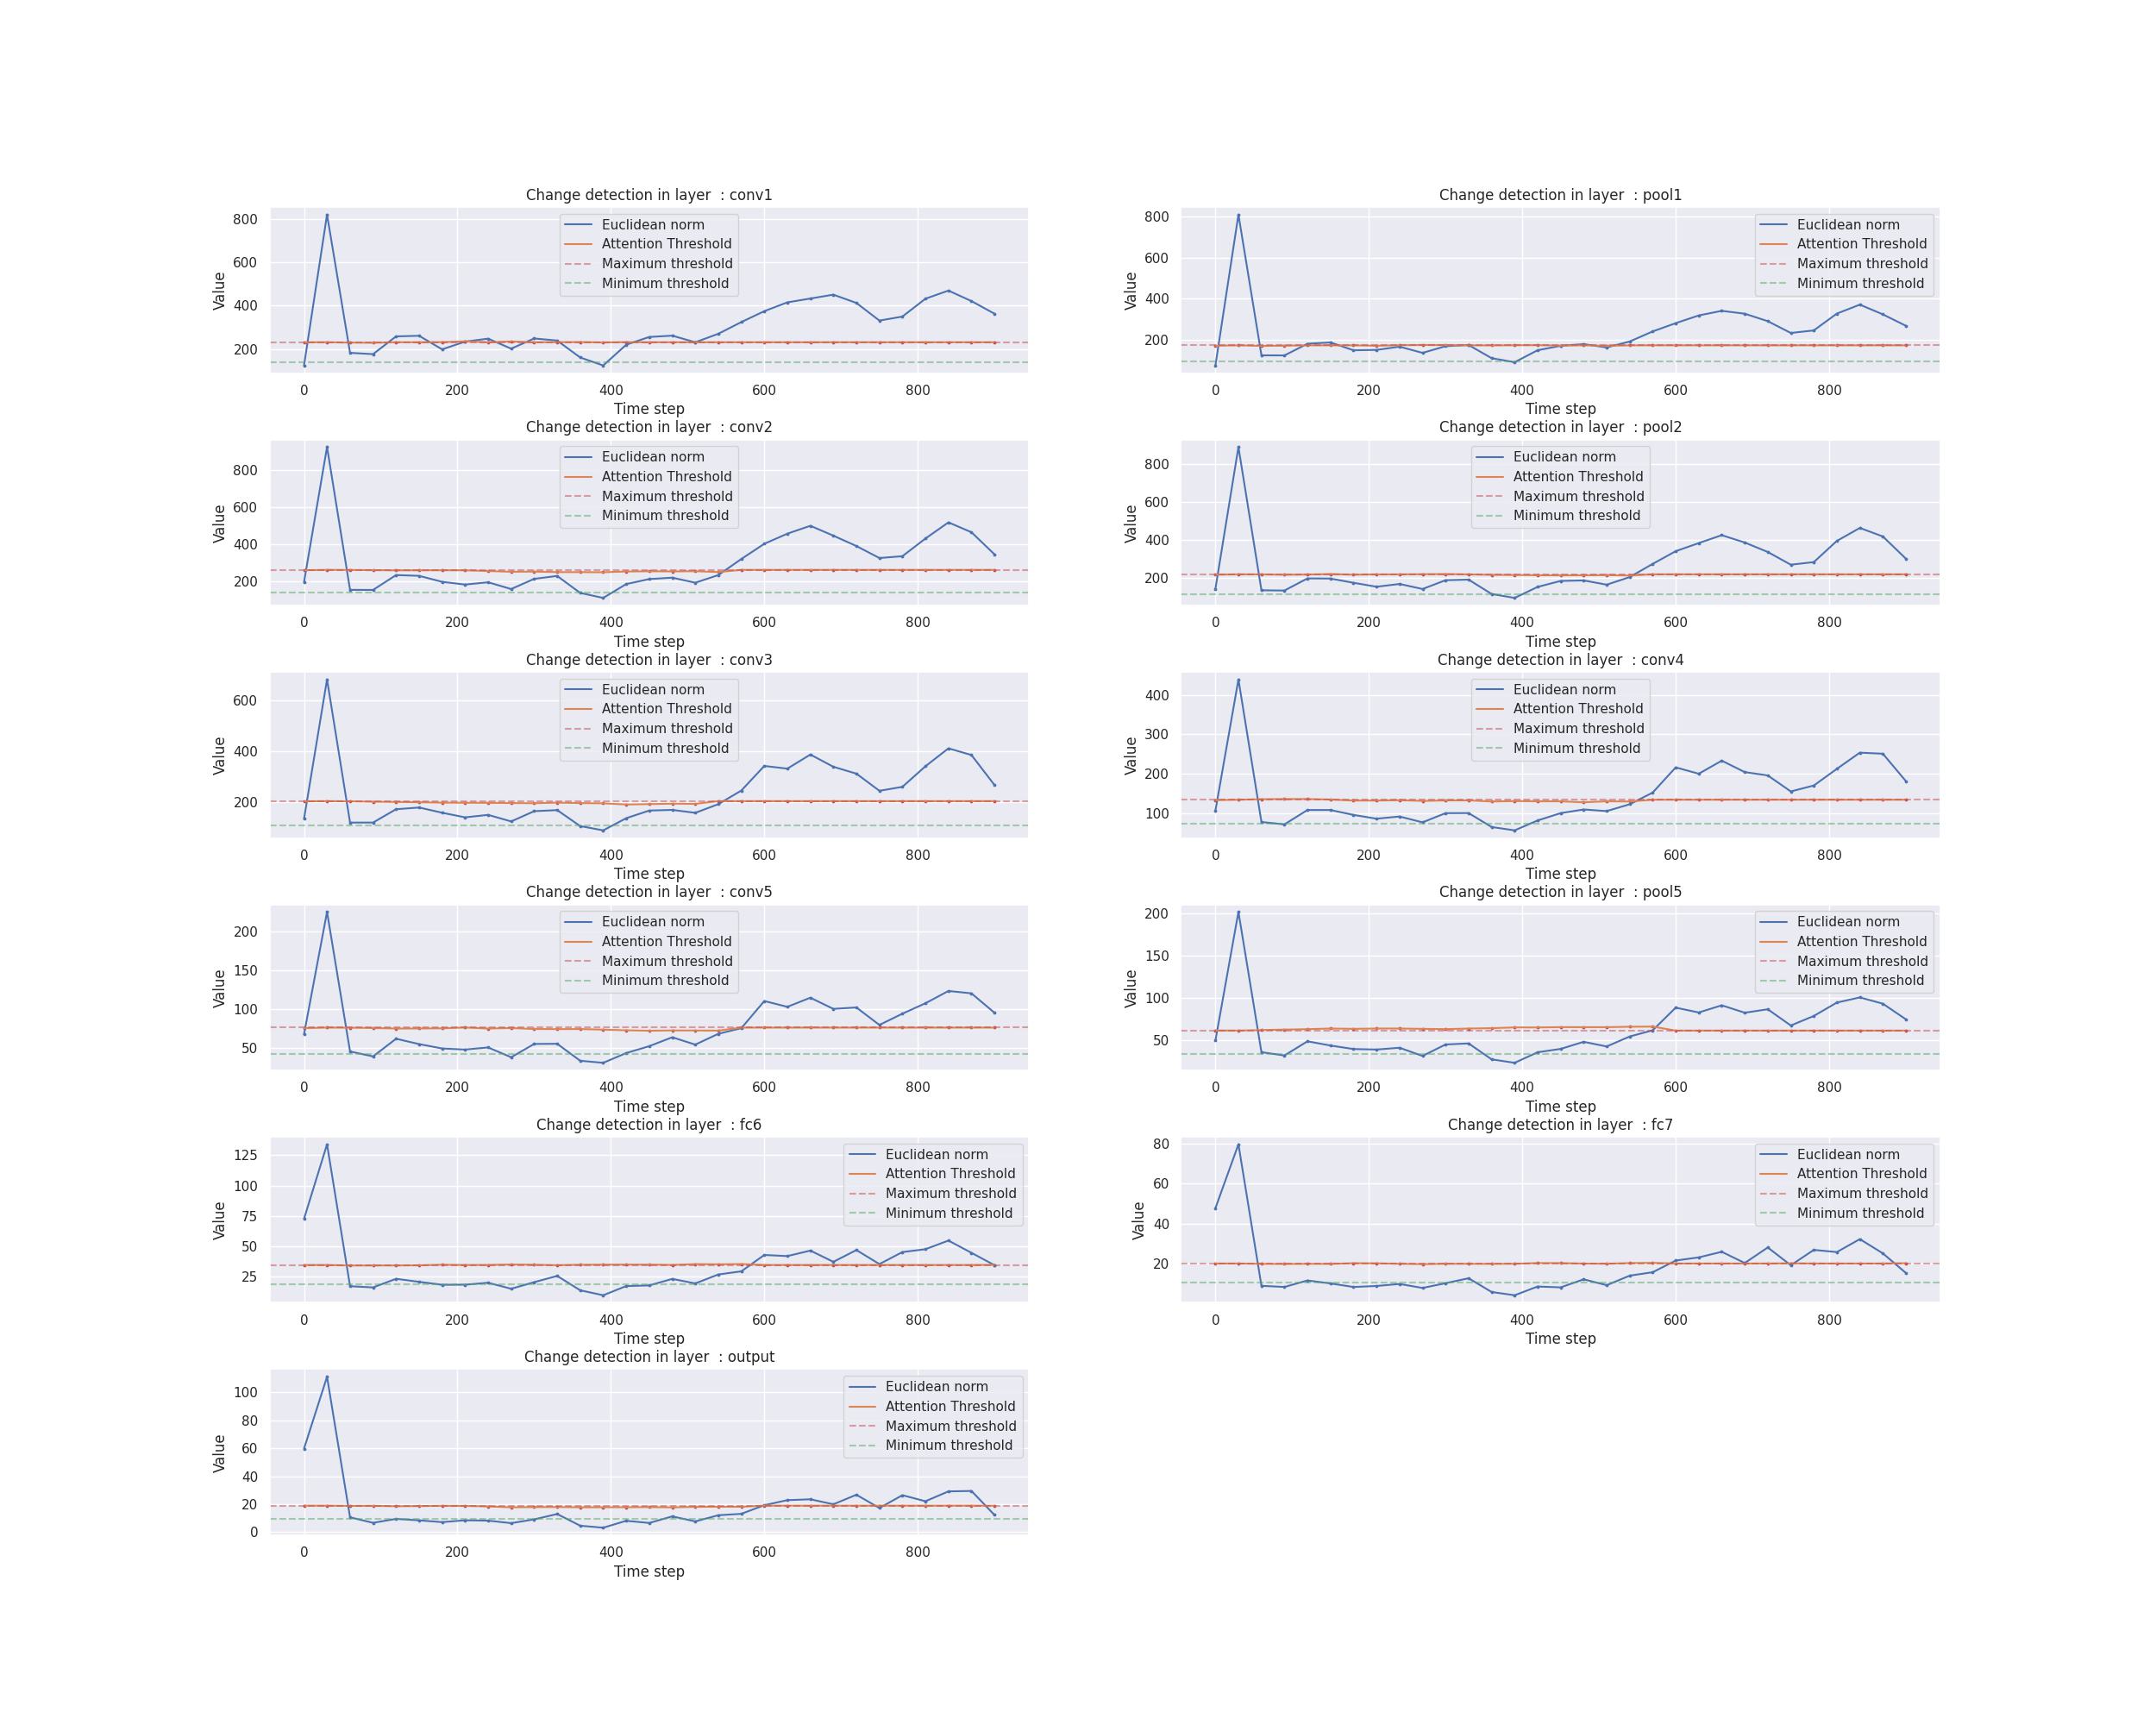 Change detection in layer  : conv1
800
600
400
200
Value
Euclidean norm
Attention Threshold
Maximum threshold
Minimum threshold
0 200 400 600 800
Time step
Change detection in layer  : pool1
800
600
400
200
Value
Euclidean norm
Attention Threshold
Maximum threshold
Minimum threshold
0 200 400 600 800
Time step
Change detection in layer  : conv2
800
600
400
200
Value
Euclidean norm
Attention Threshold
Maximum threshold
Minimum threshold
0 200 400 600 800
Time step
Change detection in layer  : pool2
800
600
400
200
Value
Euclidean norm
Attention Threshold
Maximum threshold
Minimum threshold
0 200 400 600 800
Time step
Change detection in layer  : conv3
600
400
200
Value
Euclidean norm
Attention Threshold
Maximum threshold
Minimum threshold
0 200 400 600 800
Time step
Change detection in layer  : conv4
400
300
200
100
Value
Euclidean norm
Attention Threshold
Maximum threshold
Minimum threshold
0 200 400 600 800
Time step
Change detection in layer  : conv5
200
150
100
50
Value
Euclidean norm
Attention Threshold
Maximum threshold
Minimum threshold
0 200 400 600 800
Time step
Change detection in layer  : pool5
200
150
100
50
Value
Euclidean norm
Attention Threshold
Maximum threshold
Minimum threshold
0 200 400 600 800
Time step
Change detection in layer  : fc6
125
100
75
50
25
Value
Euclidean norm
Attention Threshold
Maximum threshold
Minimum threshold
0 200 400 600 800
Time step
Change detection in layer  : fc7
80
60
40
20
Value
Euclidean norm
Attention Threshold
Maximum threshold
Minimum threshold
0 200 400 600 800
Time step
Change detection in layer  : output
100
80
60
40
20
0
Value
Euclidean norm
Attention Threshold
Maximum threshold
Minimum threshold
0 200 400 600 800
Time step